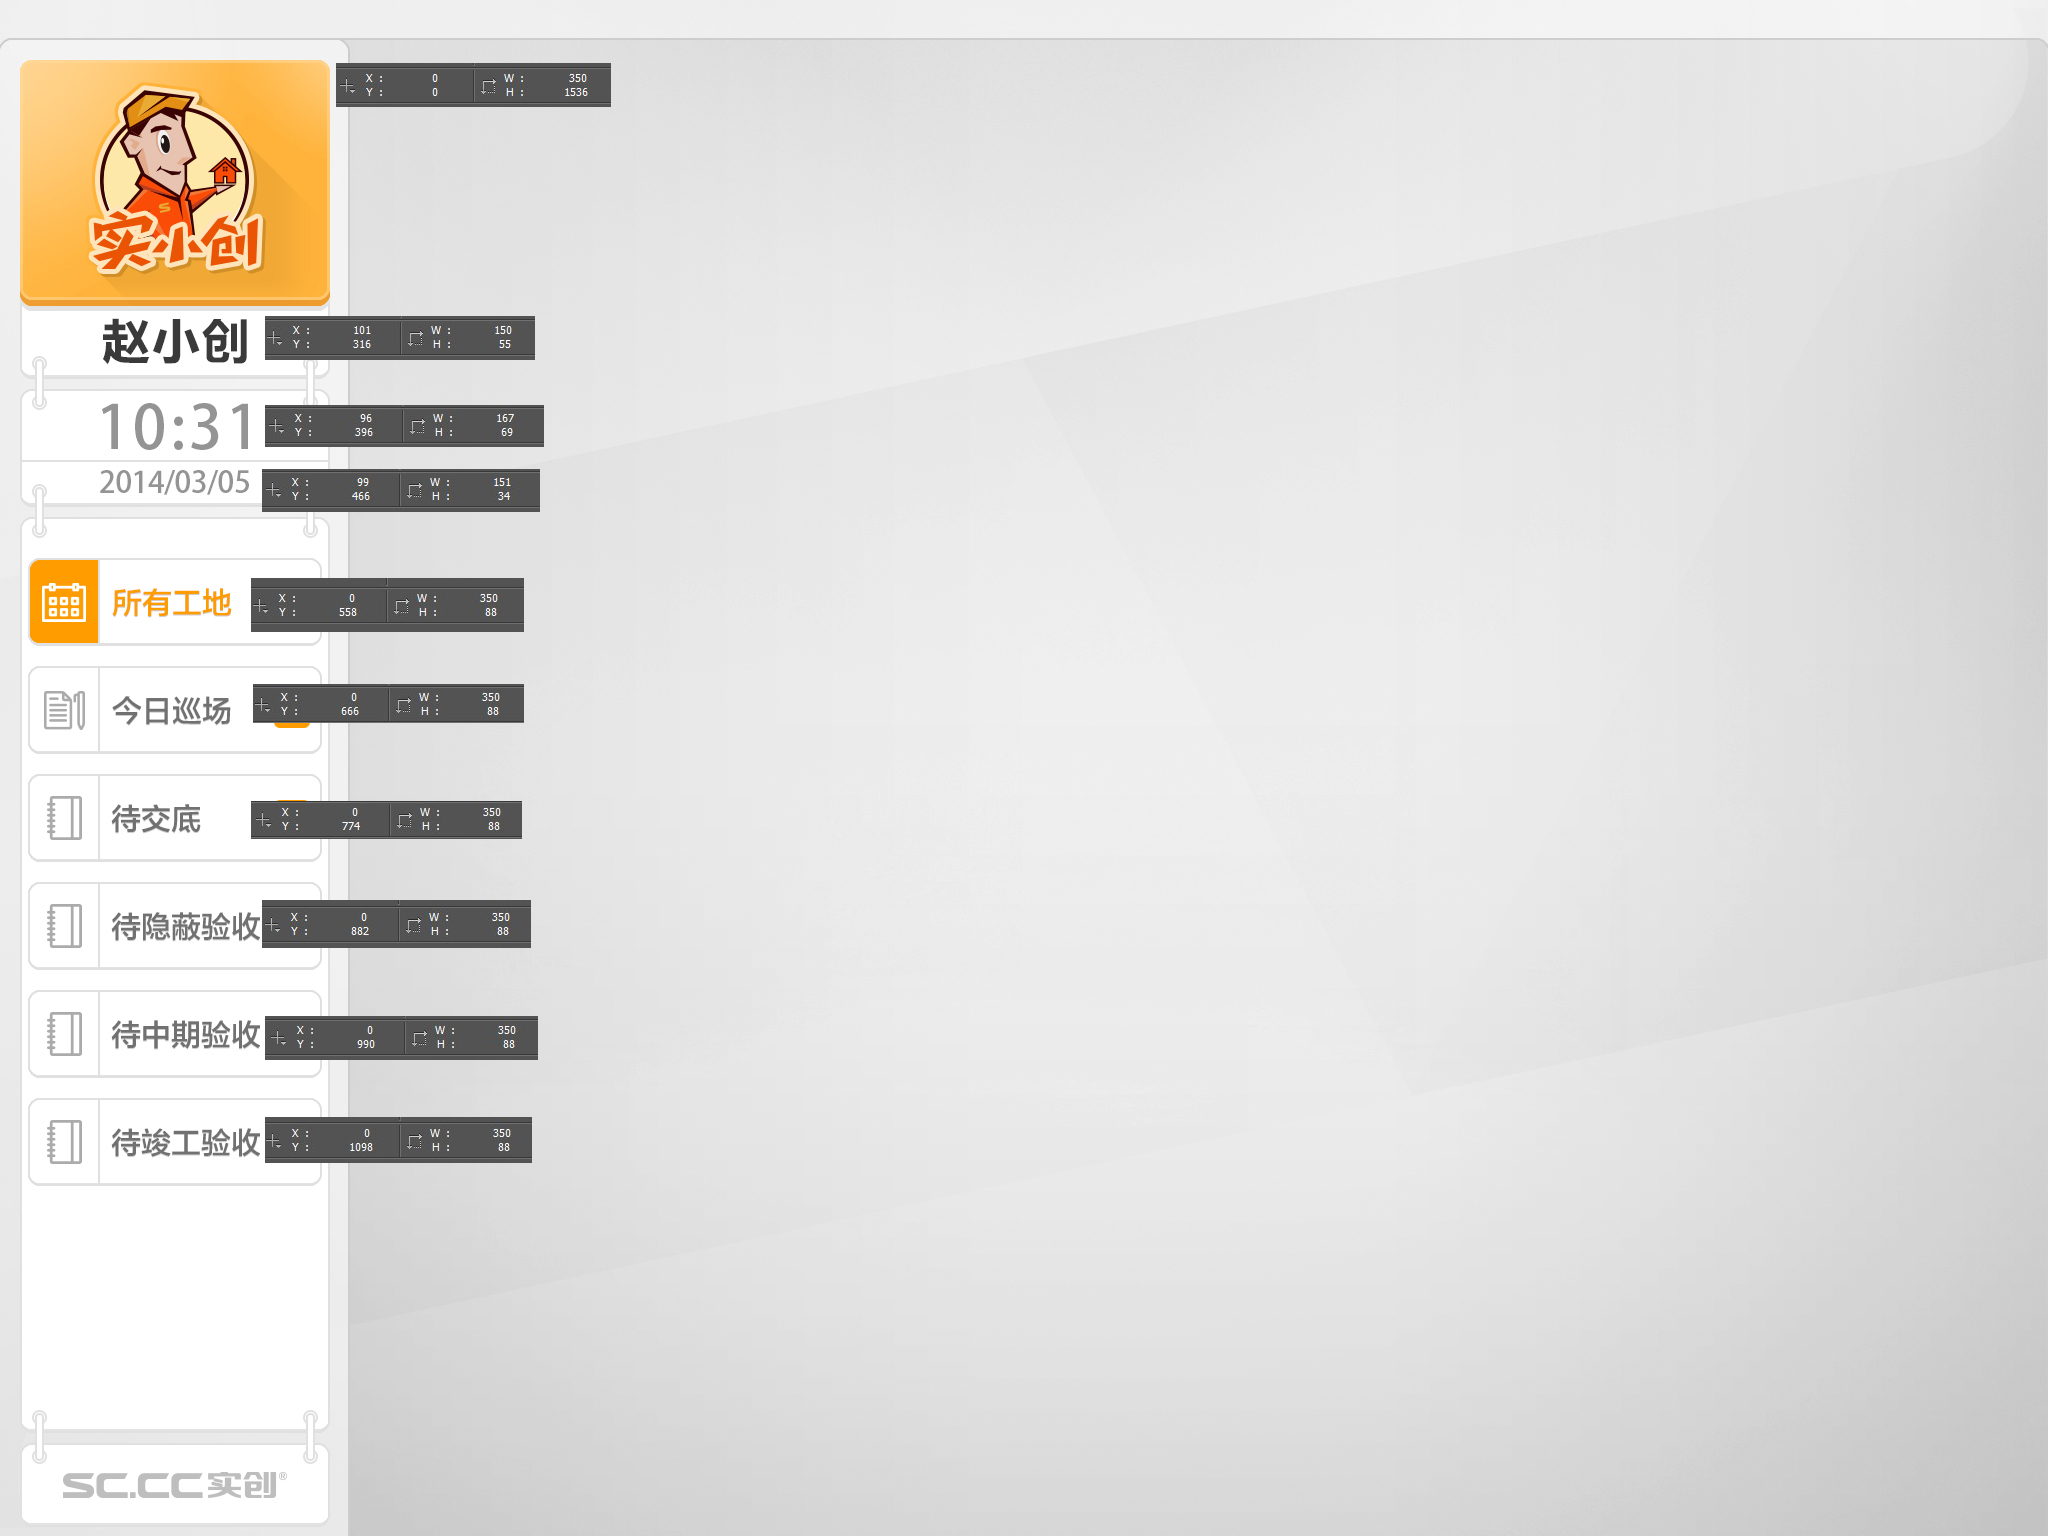 X : 0 W : 350
Y : 0 H : 1536
S
实小创
赵小创
X : 101 W : 150
Y : 316 H : 55
10:31
X : 96 W : 167
Y : 396 H : 69
2014/03/05
X : 99 W : 151
Y : 466 H : 34
所有工地
X : 0 W : 350
Y : 558 H : 88
今日巡场
X : 0 W : 350
Y : 666 H : 88
待交底
X : 0 W : 350
Y : 774 H : 88
待隐蔽验收
X : 0 W : 350
Y : 882 H : 88
待中期验收
X : 0 W : 350
Y : 990 H : 88
待竣工验收
X : 0 W : 350
Y : 1098 H : 88
SC.CC实创®